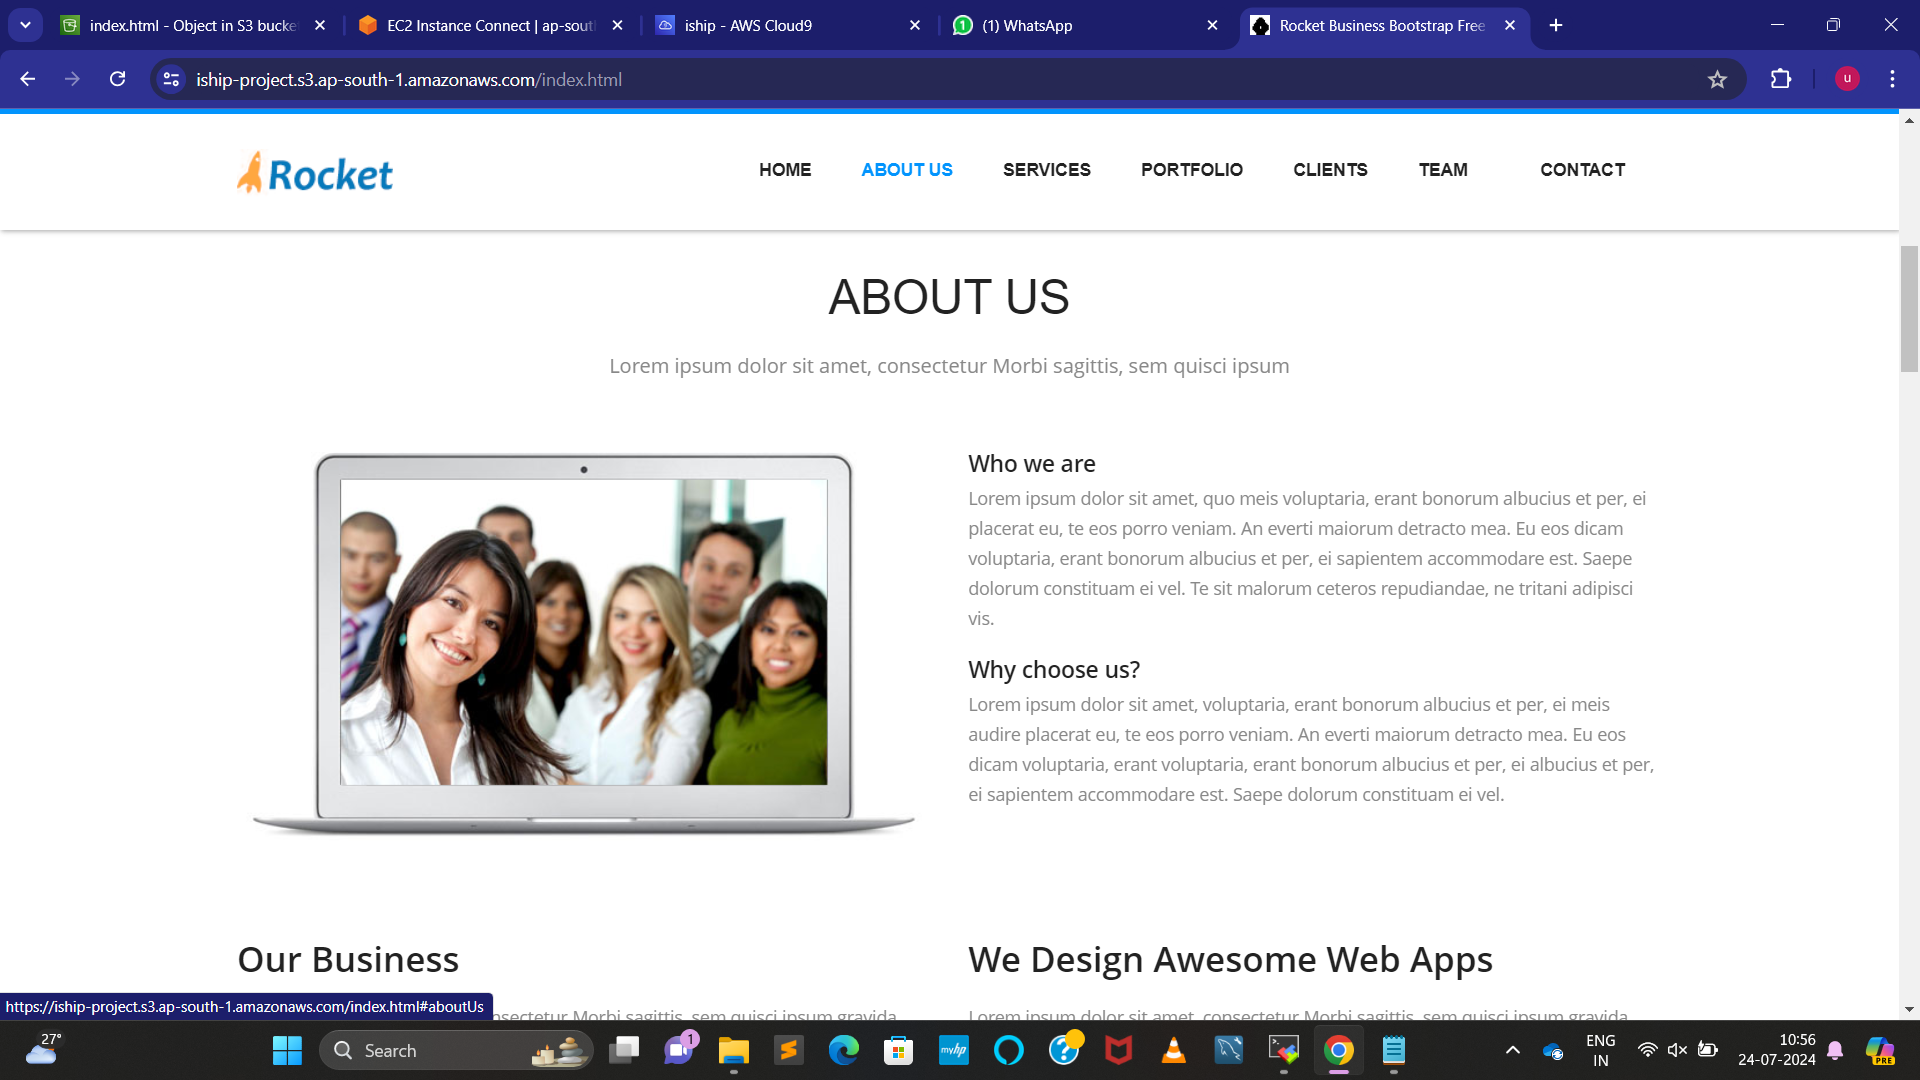 index.html - Object in S3 bucke
EC2 Instance Connect | ap-sout
iship - AWS Cloud9
(1) WhatsApp
Rocket Business Bootstrap Free
iship-project.s3.ap-south-1.amazonaws.com/index.html
u
Rocket
HOME
ABOUT US
SERVICES
PORTFOLIO
CLIENTS
TEAM
CONTACT
ABOUT US
Lorem ipsum dolor sit amet, consectetur Morbi sagittis, sem quisci ipsum
Who we are
Lorem ipsum dolor sit amet, quo meis voluptaria, erant bonorum albucius et per, ei
placerat eu, te eos porro veniam. An everti maiorum detracto mea. Eu eos dicam
voluptaria, erant bonorum albucius et per, ei sapientem accommodare est. Saepe
dolorum constituam ei vel. Te sit malorum ceteros repudiandae, ne tritani adipisci
vis.
Why choose us?
Lorem ipsum dolor sit amet, voluptaria, erant bonorum albucius et per, ei meis
audire placerat eu, te eos porro veniam. An everti maiorum detracto mea. Eu eos
dicam voluptaria, erant voluptaria, erant bonorum albucius et per, ei albucius et per,
ei sapientem accommodare est. Saepe dolorum constituam ei vel.
Our Business
We Design Awesome Web Apps
https://iship-project.s3.ap-south-1.amazonaws.com/index.html#aboutUs
nsectetur Morbi sagittis, sem quisci ipsum gravida
Lorem ipsum dolor sit amet, consectetur Morbi sagittis, sem quisci ipsum gravida
27°
Search
1
myhp
ENG
IN
10:56
24-07-2024
PRE